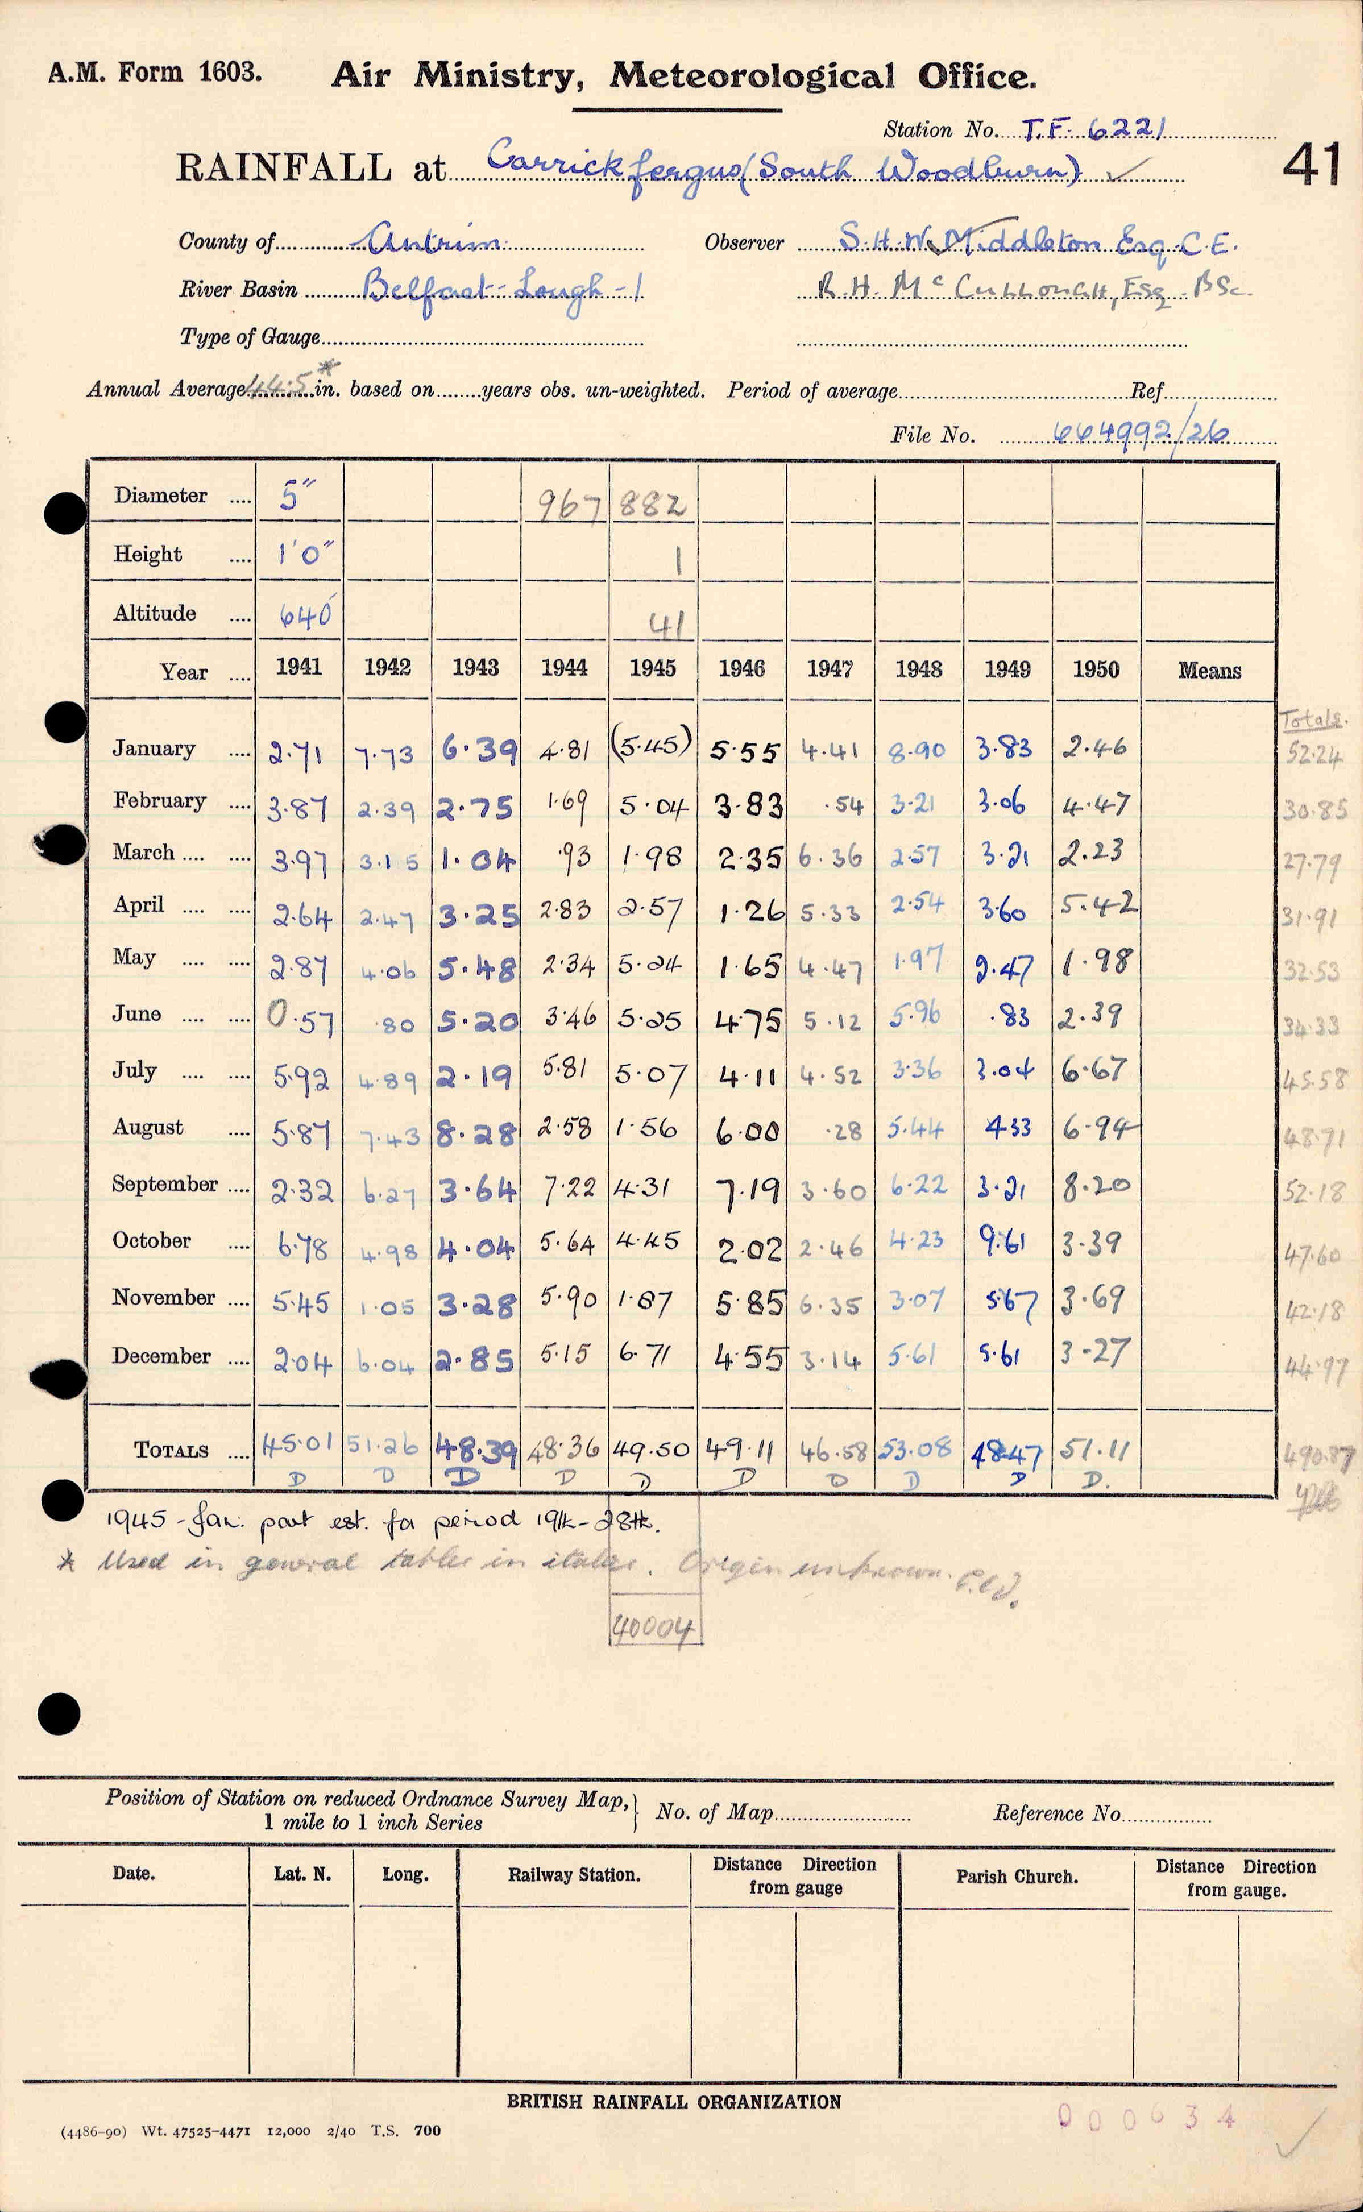 A.M. Form 1603. Air Ministry, Meteorological Office.
Station No. T.F. 6221
RAINFALL at Carrickfergus (South Woodburn) ✓
41
County of Antrim Observer S.H.W. Middleton Esq. C.E.
River Basin Belfast Lough - 1 R. H. McCullough, Esq. BSc
Type of Gauge
Annual Average 44.5* in. based on years obs. un-weighted. Period of average Ref.
File No. 664992/26
Diameter .... 5" 967 882
Height .... 1'0" 1
Altitude .... 640' 41
Year .... 1941 1942 1943 1944 1945 1946 1947 1948 1949 1950 Means
Totals.
January .... 2.71 7.73 6.39 4.81 (5.45) 5.55 4.41 8.90 3.83 2.46 52.24
February .... 3.87 2.39 2.75 1.69 5.04 3.83 .54 3.21 3.06 4.47 30.85
March .... .... 3.97 3.15 1.04 .93 1.98 2.35 6.36 2.57 3.21 2.23 27.79
April .... .... 2.64 2.47 3.25 2.83 2.57 1.26 5.33 2.54 3.60 5.42 31.91
May .... .... 2.87 4.06 5.48 2.34 5.24 1.65 4.47 1.97 2.47 1.98 32.53
June .... .... 0.57 .80 5.20 3.46 5.25 4.75 5.12 5.96 .83 2.39 34.33
July .... .... 5.92 4.89 2.19 5.81 5.07 4.11 4.52 3.36 3.04 6.67 45.58
August .... 5.87 7.43 8.28 2.58 1.56 6.00 .28 5.44 4.33 6.94 48.71
September .... 2.32 6.27 3.64 7.22 4.31 7.19 3.60 6.22 3.21 8.20 52.18
October .... 6.78 4.98 4.04 5.64 4.45 2.02 2.46 4.23 9.61 3.39 47.60
November .... 5.45 1.05 3.28 5.90 1.87 5.85 6.35 3.07 5.67 3.69 42.18
December .... 2.04 6.04 2.85 5.15 6.71 4.55 3.14 5.61 5.61 3.27 44.97
TOTALS .... 45.01 51.26 48.39 48.36 49.50 49.11 46.58 53.08 48.47 51.11 490.87
D D D D D D D D D D.
1945 - Jan. part est. for period 19th - 28th.
* Used in general tables in italics. Origin unknown.
40004
Position of Station on reduced Ordnance Survey Map, 1 mile to 1 inch Series } No. of Map Reference No.
Date. Lat. N. Long. Railway Station. Distance Direction from gauge Parish Church. Distance Direction from gauge.
BRITISH RAINFALL ORGANIZATION
000634
(4486-90) Wt. 47525-4471 12,000 2/40 T.S. 700